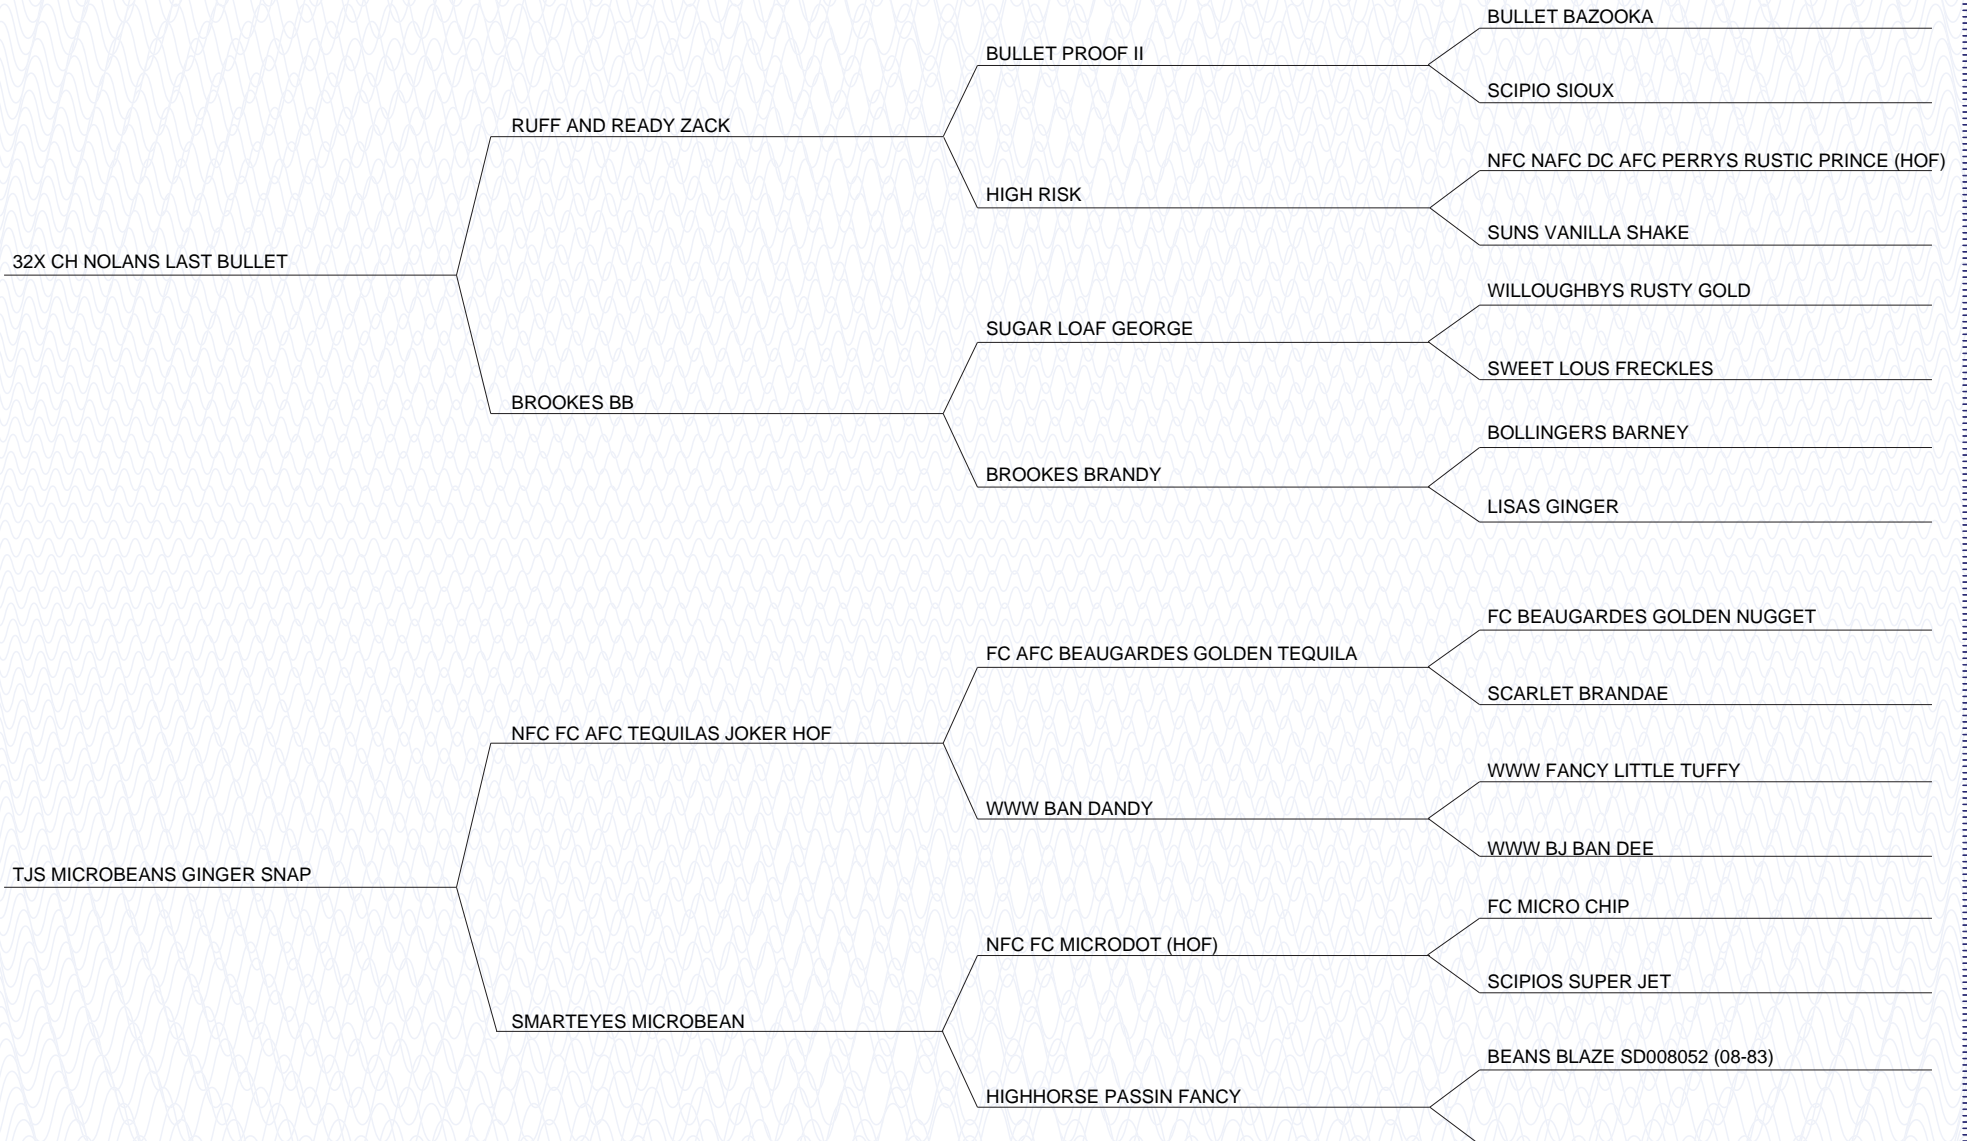 BULLET BAZOOKA
BULLET PROOF II
SCIPIO SIOUX
RUFF AND READY ZACK
NFC NAFC DC AFC PERRYS RUSTIC PRINCE (HOF)
HIGH RISK
SUNS VANILLA SHAKE
32X CH NOLANS LAST BULLET
WILLOUGHBYS RUSTY GOLD
SUGAR LOAF GEORGE
SWEET LOUS FRECKLES
BROOKES BB
BOLLINGERS BARNEY
BROOKES BRANDY
LISAS GINGER
FC BEAUGARDES GOLDEN NUGGET
FC AFC BEAUGARDES GOLDEN TEQUILA
SCARLET BRANDAE
NFC FC AFC TEQUILAS JOKER HOF
WWW FANCY LITTLE TUFFY
WWW BAN DANDY
WWW BJ BAN DEE
TJS MICROBEANS GINGER SNAP
FC MICRO CHIP
NFC FC MICRODOT (HOF)
SCIPIOS SUPER JET
SMARTEYES MICROBEAN
BEANS BLAZE SD008052 (08-83)
HIGHHORSE PASSIN FANCY